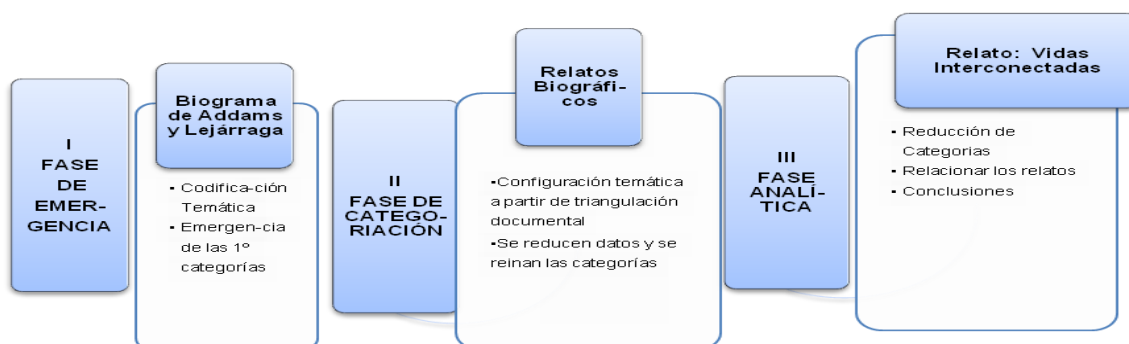 I
FASE
DE
EMER-
GENCIA
Biograma
de Addams
y Lejárraga
▪ Codifica-ción
Temática
▪ Emergen-cia
de las 1º
categorías
II
FASE DE
CATEGO-
RIACIÓN
Relatos
Biográfi-
cos
▪Configuración temática
a partir de triangulación
documental
▪Se reducen datos y se
reinan las categorías
III
FASE
ANALÍ-
TICA
Relato: Vidas
Interconectadas
▪ Reducción de
Categorias
▪ Relacionar los relatos
▪ Conclusiones